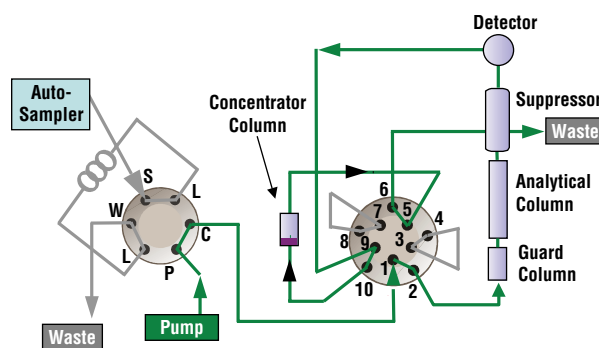 Detector
Auto-
Sampler
Concentrator
Column
Suppressor
Waste
S
L
W
C
L
P
6
5
7
4
8
3
9
1
10
2
Analytical
Column
Guard
Column
Waste
Pump